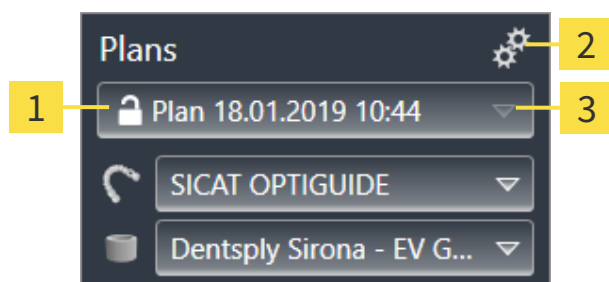 Plans
2
1
Plan 18.01.2019 10:44
3
SICAT OPTIGUIDE
Dentsply Sirona - EV G...